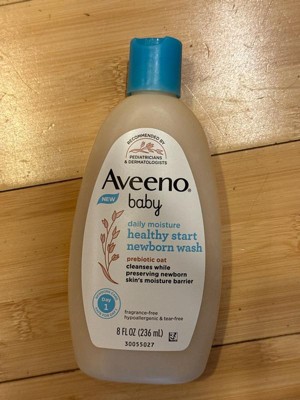 RECOMMENDED BY
PEDIATRICIANS
& DERMATOLOGISTS
Aveeno®
NEW
baby
daily moisture
healthy start
newborn wash
prebiotic oat
cleanses while
preserving newborn
skin's moisture barrier
Day
1
fragrance-free
hypoallergenic & tear-free
8 FL OZ (236 mL)
30055027